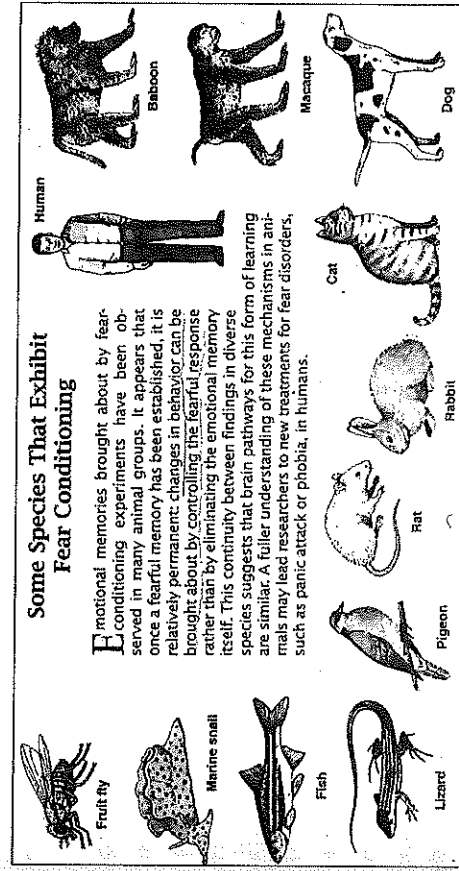 Some Species That Exhibit
Fear Conditioning
Emotional memories brought about by fear-
conditioning experiments have been ob-
served in many animal groups. It appears that
once a fearful memory has been established, it is
relatively permanent: changes in behavior can be
brought about by controlling the fearful response
rather than by eliminating the emotional memory
itself. This continuity between findings in diverse
species suggests that brain pathways for this form of learning
are similar. A fuller understanding of these mechanisms in ani-
mals may lead researchers to new treatments for fear disorders,
such as panic attack or phobia, in humans.
Fruit fly
Marine snail
Fish
Lizard
Pigeon
Rat
Rabbit
Cat
Dog
Macaque
Baboon
Human